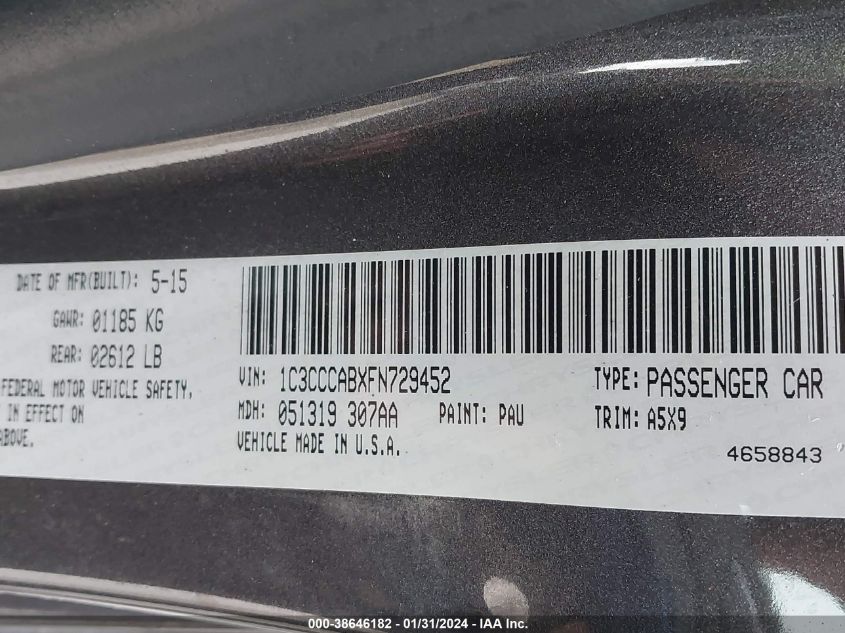 DATE OF MFR(BUILT): 5-15
GAWR: 01185 KG
REAR: 02612 LB
FEDERAL MOTOR VEHICLE SAFETY,
IN EFFECT ON
ABOVE.
VIN: 1C3CCCABXFN729452
TYPE: PASSENGER CAR
MDH: 051319 307AA PAINT: PAU
TRIM: A5X9
VEHICLE MADE IN U.S.A.
4658843
000-38646182 - 01/31/2024 - IAA Inc.